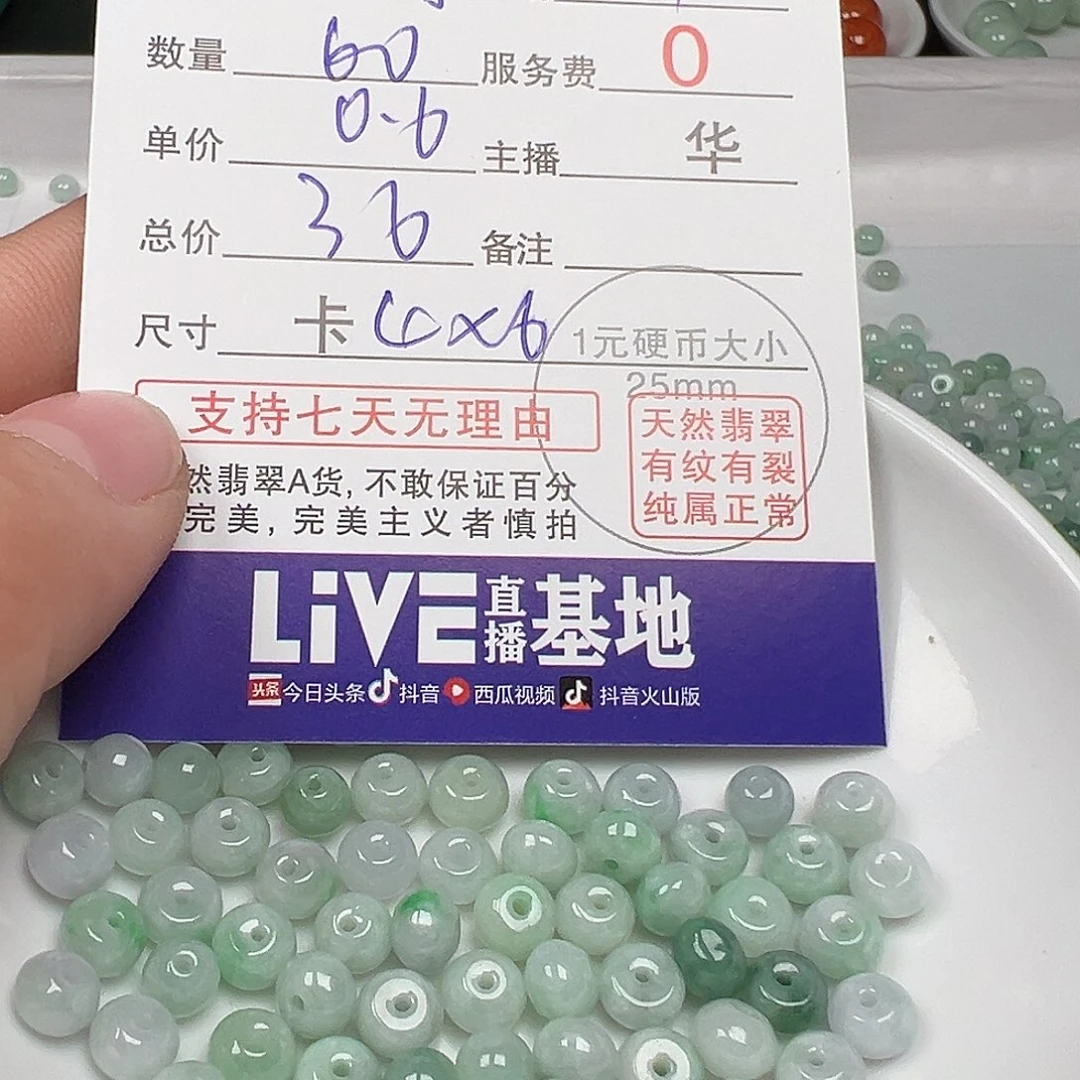 数量 60 服务费 0
单价 0.6 主播 华
总价 36 备注
尺寸 卡 4×6 1元硬币大小
25mm
支持七天无理由
天然翡翠
有纹有裂
纯属正常
然翡翠A货, 不敢保证百分
完美, 完美主义者慎拍
LiVE 直播 基地
头条 今日头条 抖音 西瓜视频 抖音火山版